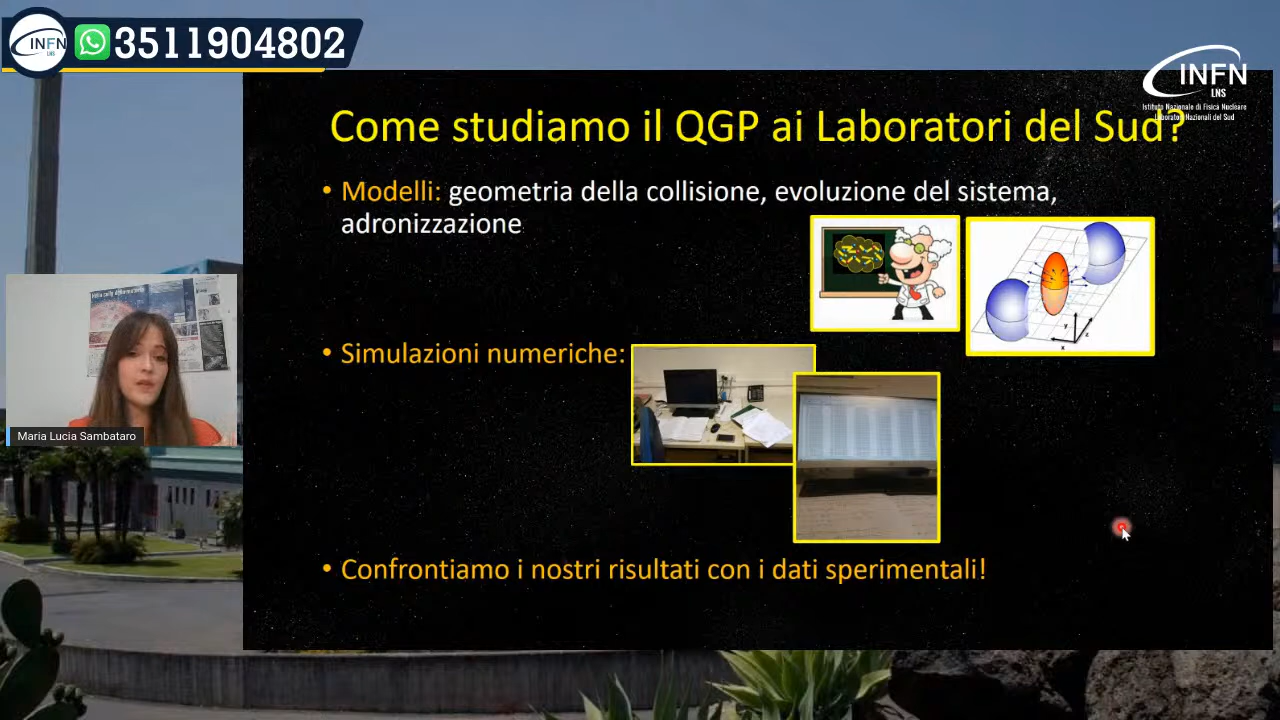 INFN
LNS
3511904802
INFN
LNS
Istituto Nazionale di Fisica Nucleare
Laboratori Nazionali del Sud
Come studiamo il QGP ai Laboratori del Sud?
• Modelli: geometria della collisione, evoluzione del sistema,
adronizzazione
• Simulazioni numeriche:
Maria Lucia Sambataro
• Confrontiamo i nostri risultati con i dati sperimentali!
y
x
z